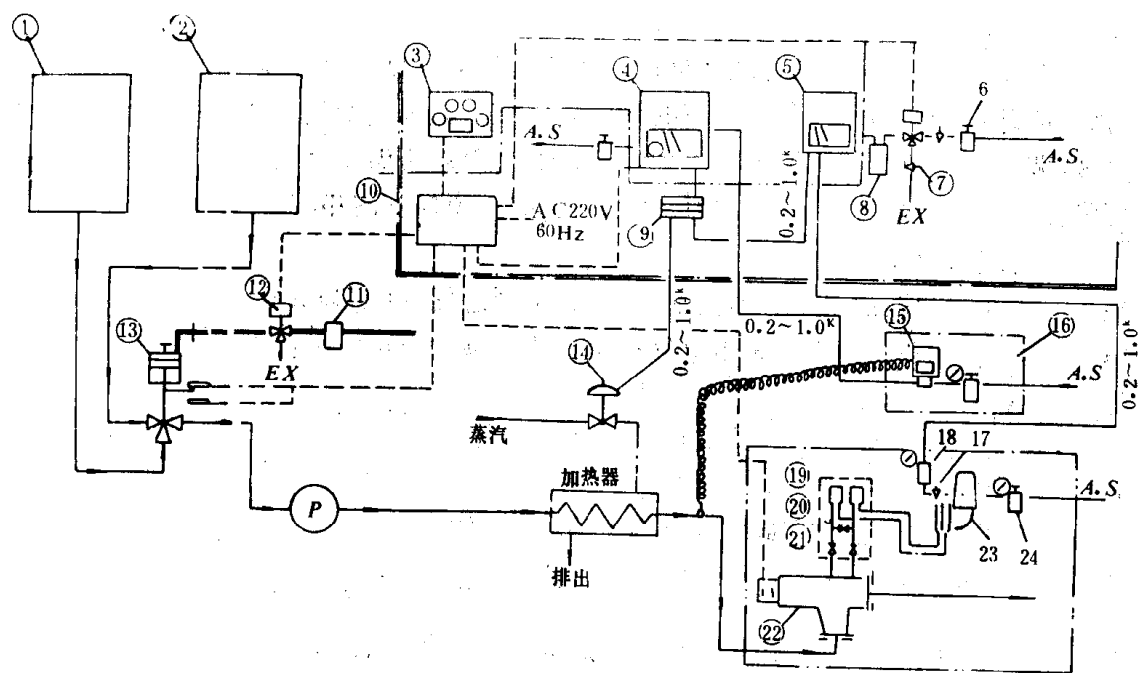 ① ②
③ ④ ⑤ 6
A.S
A.S
⑦
⑧
EX
⑨
⑩
AC220V
60Hz
0.2~1.0ᵏ
⑫ ⑪
⑬
EX
⑭
0.2~1.0ᵏ
0.2~1.0ᴷ
⑮ ⑯
A.S
0.2~1.0ᵏ
蒸汽
加热器
P
排出
18 17
⑲
⑳
㉑
A.S
23 24
㉒